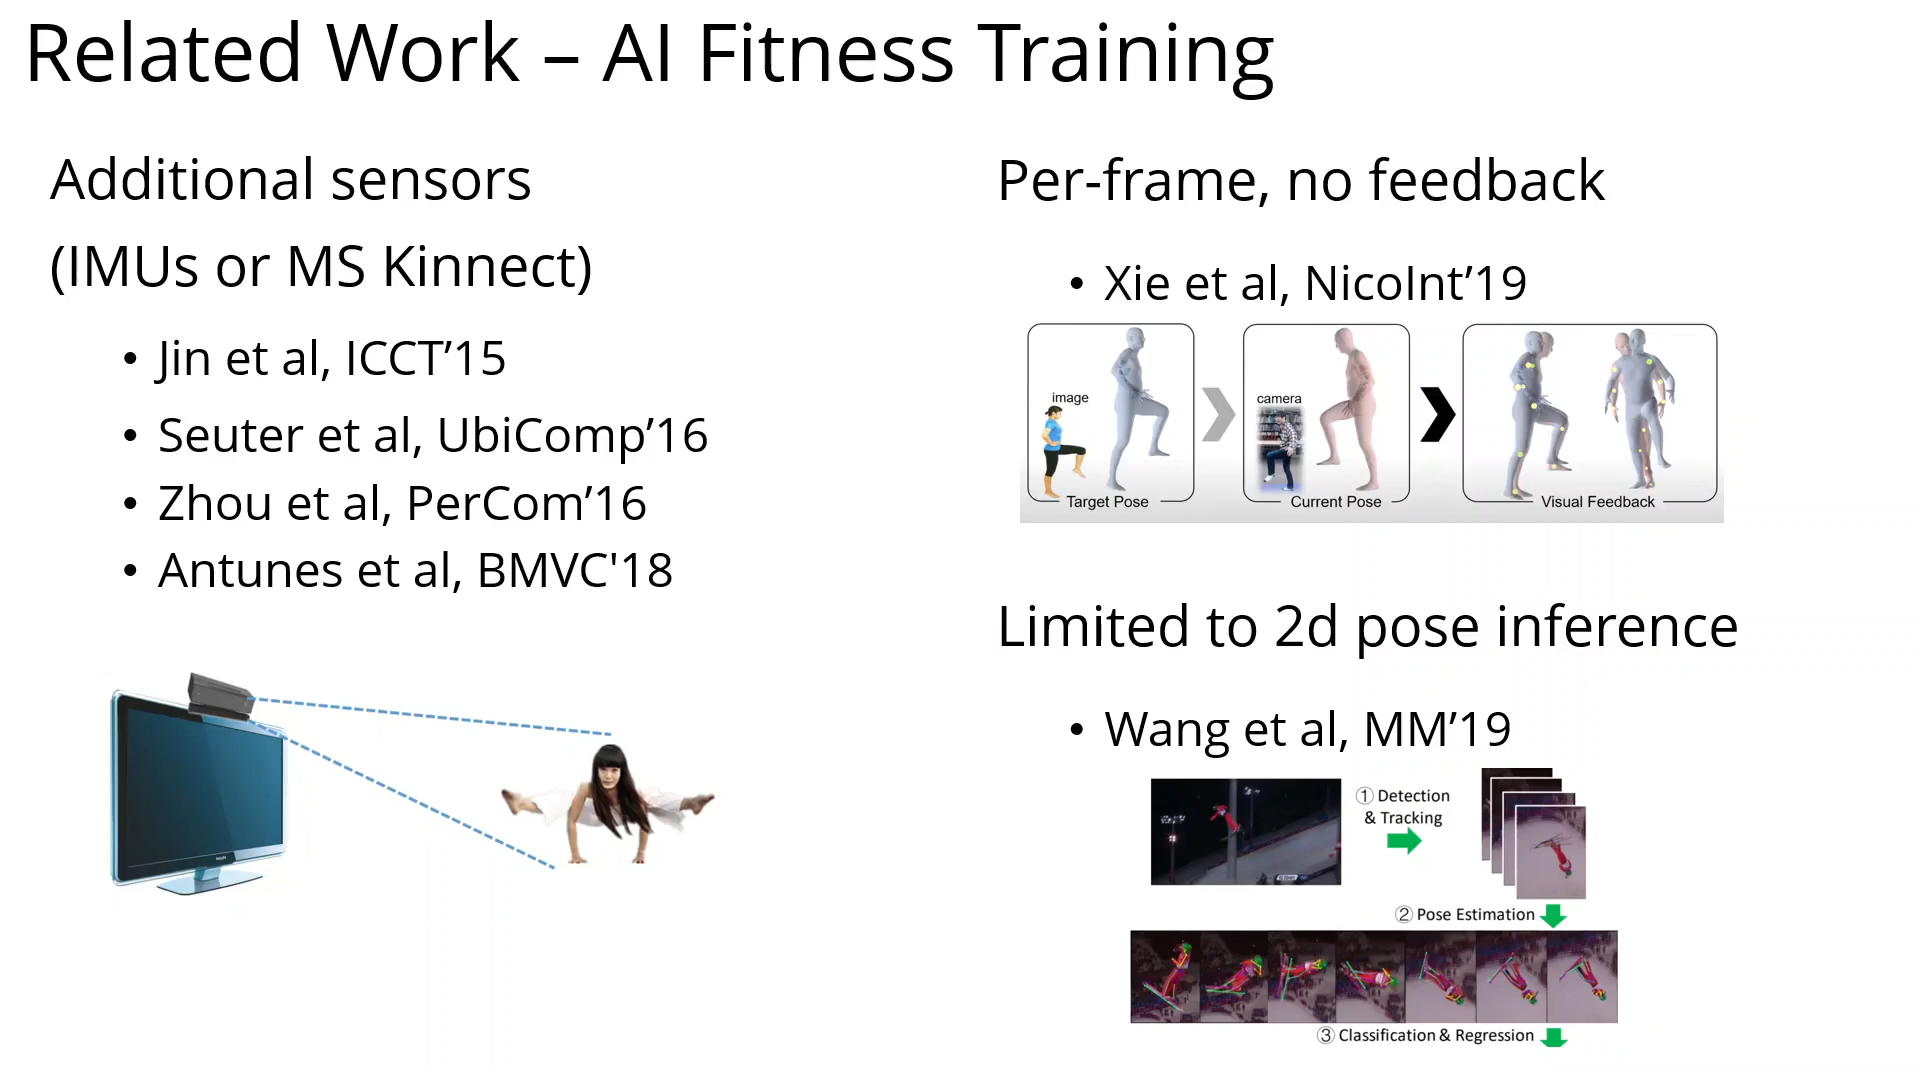 Related Work – AI Fitness Training
Additional sensors
(IMUs or MS Kinnect)
• Jin et al, ICCT’15
• Seuter et al, UbiComp’16
• Zhou et al, PerCom’16
• Antunes et al, BMVC'18
Per-frame, no feedback
• Xie et al, NicoInt’19
image
Target Pose
camera
Current Pose
Visual Feedback
Limited to 2d pose inference
• Wang et al, MM’19
① Detection
& Tracking
② Pose Estimation
③ Classification & Regression